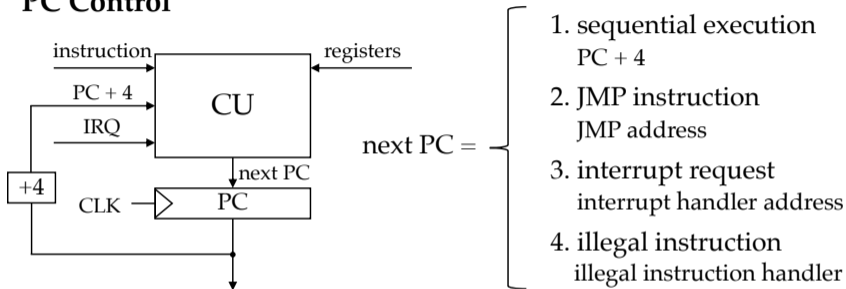 PC Control
instruction
registers
PC + 4
CU
IRQ
next PC
+4
CLK
PC
next PC =
1. sequential execution
PC + 4
2. JMP instruction
JMP address
3. interrupt request
interrupt handler address
4. illegal instruction
illegal instruction handler